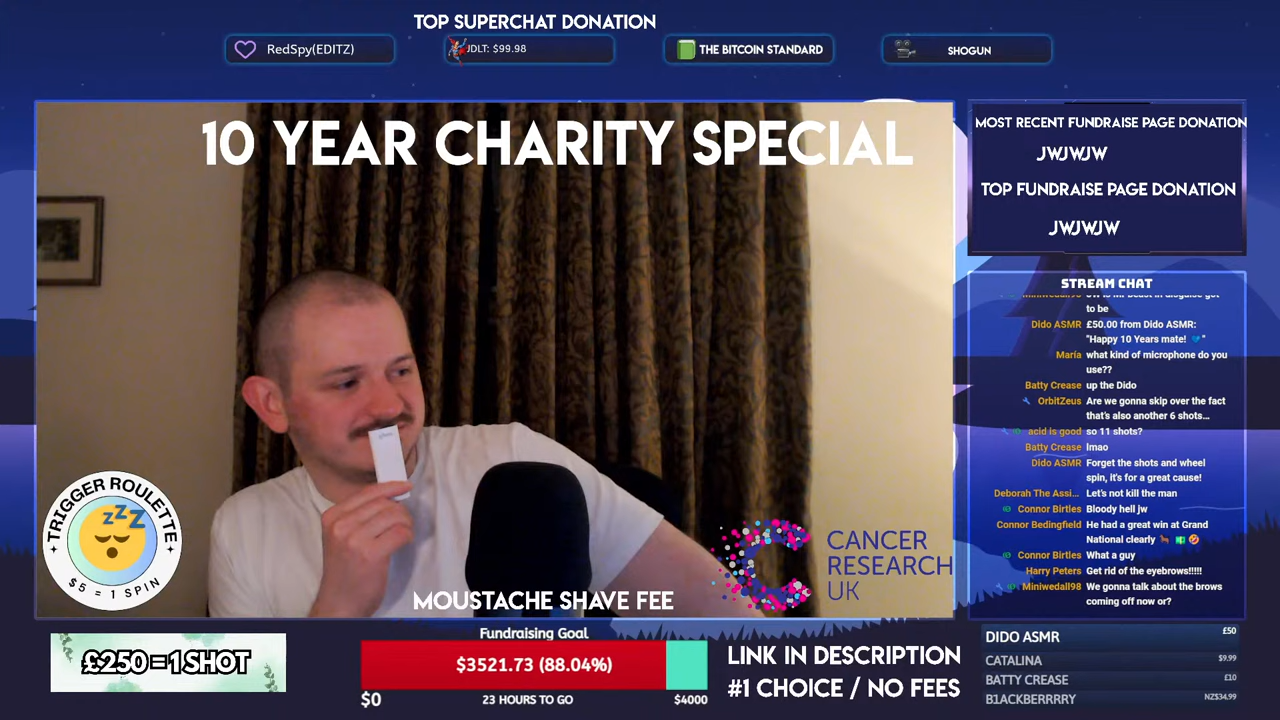 TOP SUPERCHAT DONATION
RedSpy(EDITZ)
JDLT: $99.98
THE BITCOIN STANDARD
SHOGUN
10 YEAR CHARITY SPECIAL
MOST RECENT FUNDRAISE PAGE DONATION
JWJWJW
TOP FUNDRAISE PAGE DONATION
JWJWJW
STREAM CHAT
to be
Dido ASMR £50.00 from Dido ASMR:
"Happy 10 Years mate! 💙"
María what kind of microphone do you
use??
Batty Crease up the Dido
OrbitZeus Are we gonna skip over the fact
that's also another 6 shots...
acid is good so 11 shots?
Batty Crease lmao
Dido ASMR Forget the shots and wheel
spin, it's for a great cause!
Deborah The Assi... Let's not kill the man
Connor Birtles Bloody hell jw
Connor Bedingfield He had a great win at Grand
National clearly 🐎 💵 🤣
Connor Birtles What a guy
Harry Peters Get rid of the eyebrows!!!!!
Miniwedall98 We gonna talk about the brows
coming off now or?
TRIGGER ROULETTE
zzz
$5 = 1 SPIN
CANCER
RESEARCH
UK
MOUSTACHE SHAVE FEE
£250 = 1 SHOT
Fundraising Goal
$3521.73 (88.04%)
$0
23 HOURS TO GO
$4000
LINK IN DESCRIPTION
#1 CHOICE / NO FEES
DIDO ASMR £50
CATALINA $9.99
BATTY CREASE £10
B1ACKBERRRRY NZ$34.99